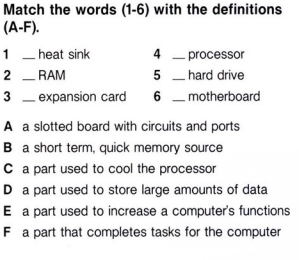 Match the words (1-6) with the definitions
(A-F).
1 __ heat sink 4 __ processor
2 __ RAM 5 __ hard drive
3 __ expansion card 6 __ motherboard
A a slotted board with circuits and ports
B a short term, quick memory source
C a part used to cool the processor
D a part used to store large amounts of data
E a part used to increase a computer's functions
F a part that completes tasks for the computer